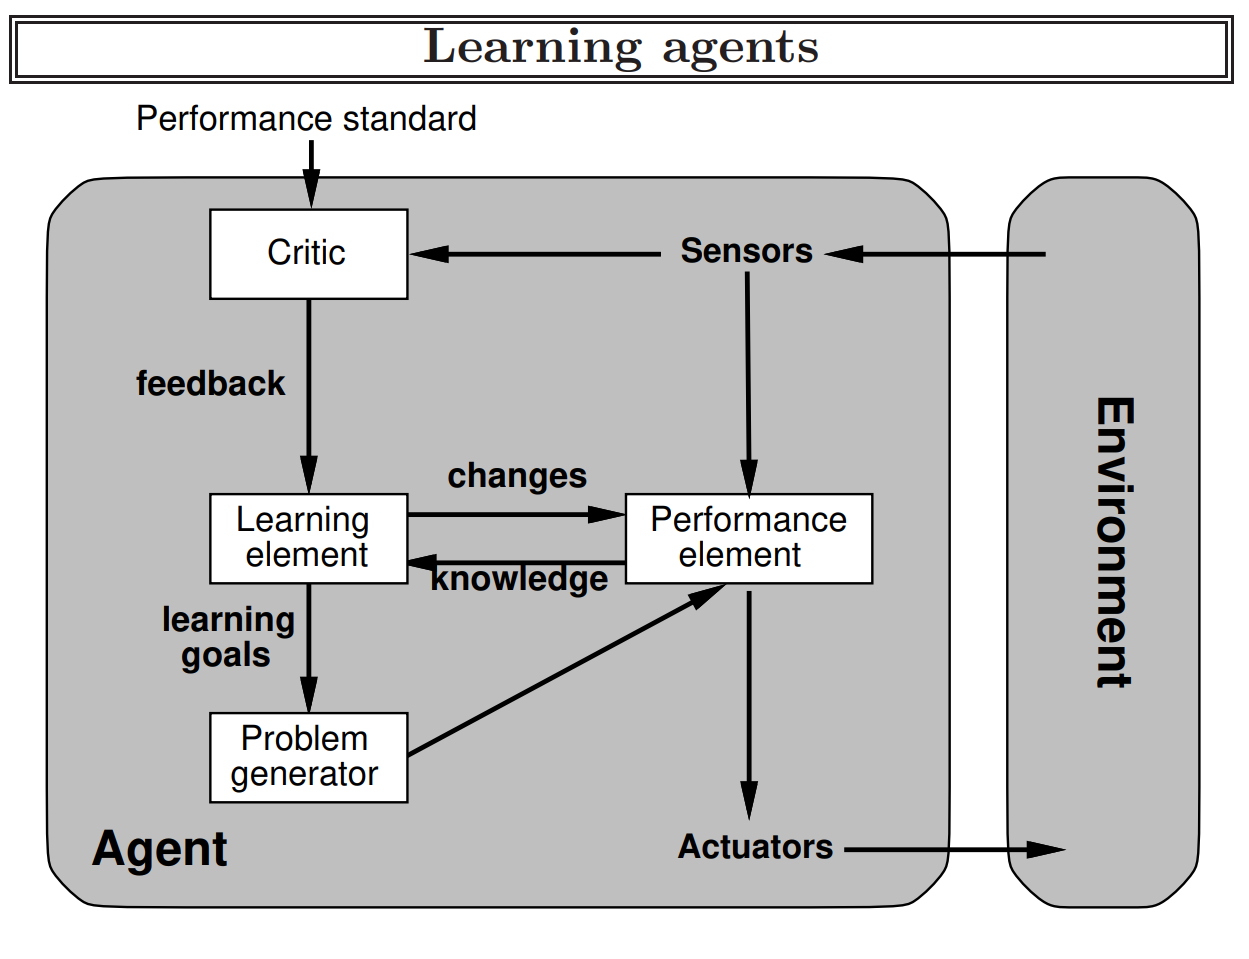 Learning agents
Performance standard
Critic
Sensors
feedback
changes
Learning
element
Performance
element
knowledge
learning
goals
Problem
generator
Agent
Actuators
Environment